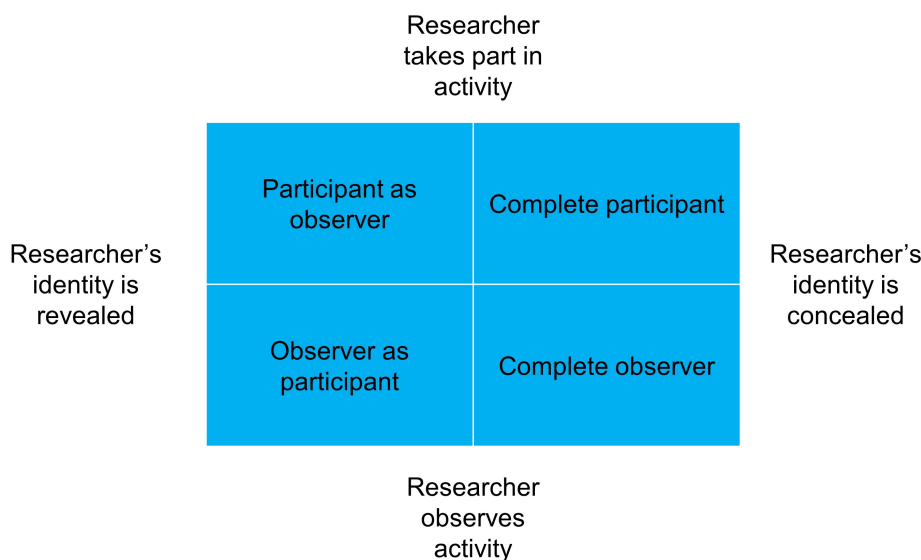 Researcher
takes part in
activity
Participant as
observer
Complete participant
Researcher’s
identity is
revealed
Researcher’s
identity is
concealed
Observer as
participant
Complete observer
Researcher
observes
activity